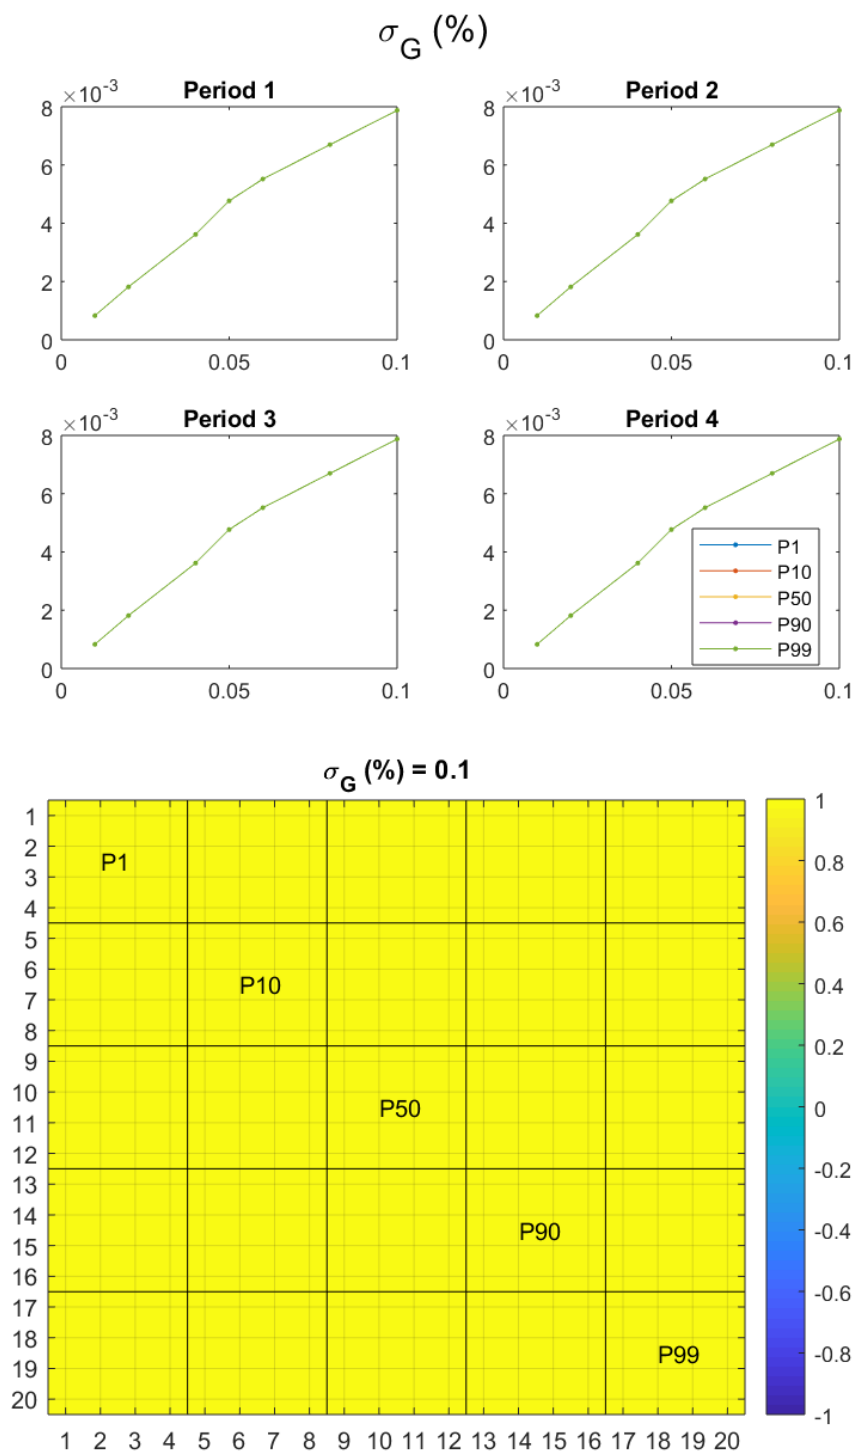 σG (%)
×10-3 Period 1
8
6
4
2
0
0 0.05 0.1
×10-3 Period 2
8
6
4
2
0
0 0.05 0.1
×10-3 Period 3
8
6
4
2
0
0 0.05 0.1
×10-3 Period 4
8
6
4
2
0
0 0.05 0.1
P1
P10
P50
P90
P99
σG (%) = 0.1
1
2
3
4
5
6
7
8
9
10
11
12
13
14
15
16
17
18
19
20
P1
P10
P50
P90
P99
1 2 3 4 5 6 7 8 9 10 11 12 13 14 15 16 17 18 19 20
1
0.8
0.6
0.4
0.2
0
-0.2
-0.4
-0.6
-0.8
-1